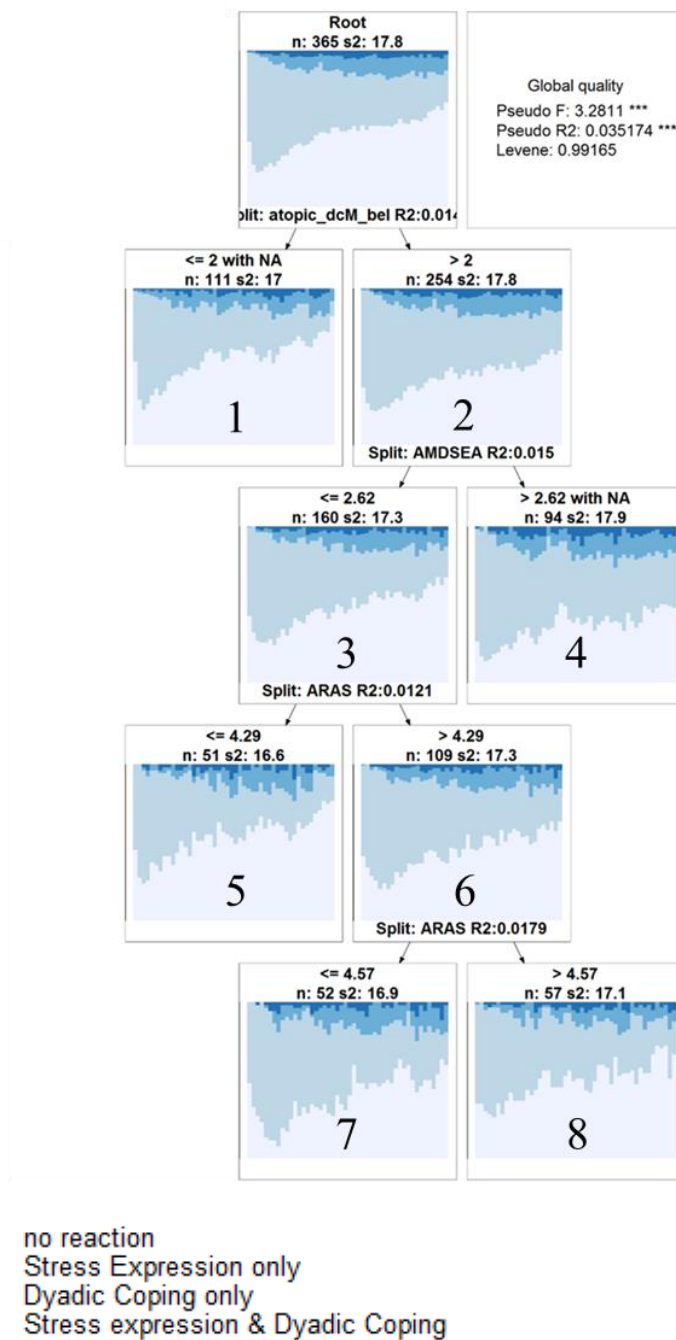 Root
n: 365 s2: 17.8
Global quality
Pseudo F: 3.2811 ***
Pseudo R2: 0.035174 ***
Levene: 0.99165
plit: atopic_dcM_bel R2:0.014
<= 2 with NA
n: 111 s2: 17
1
> 2
n: 254 s2: 17.8
2
Split: AMDSEA R2:0.015
<= 2.62
n: 160 s2: 17.3
3
Split: ARAS R2:0.0121
> 2.62 with NA
n: 94 s2: 17.9
4
<= 4.29
n: 51 s2: 16.6
5
> 4.29
n: 109 s2: 17.3
6
Split: ARAS R2:0.0179
<= 4.57
n: 52 s2: 16.9
7
> 4.57
n: 57 s2: 17.1
8
no reaction
Stress Expression only
Dyadic Coping only
Stress expression & Dyadic Coping